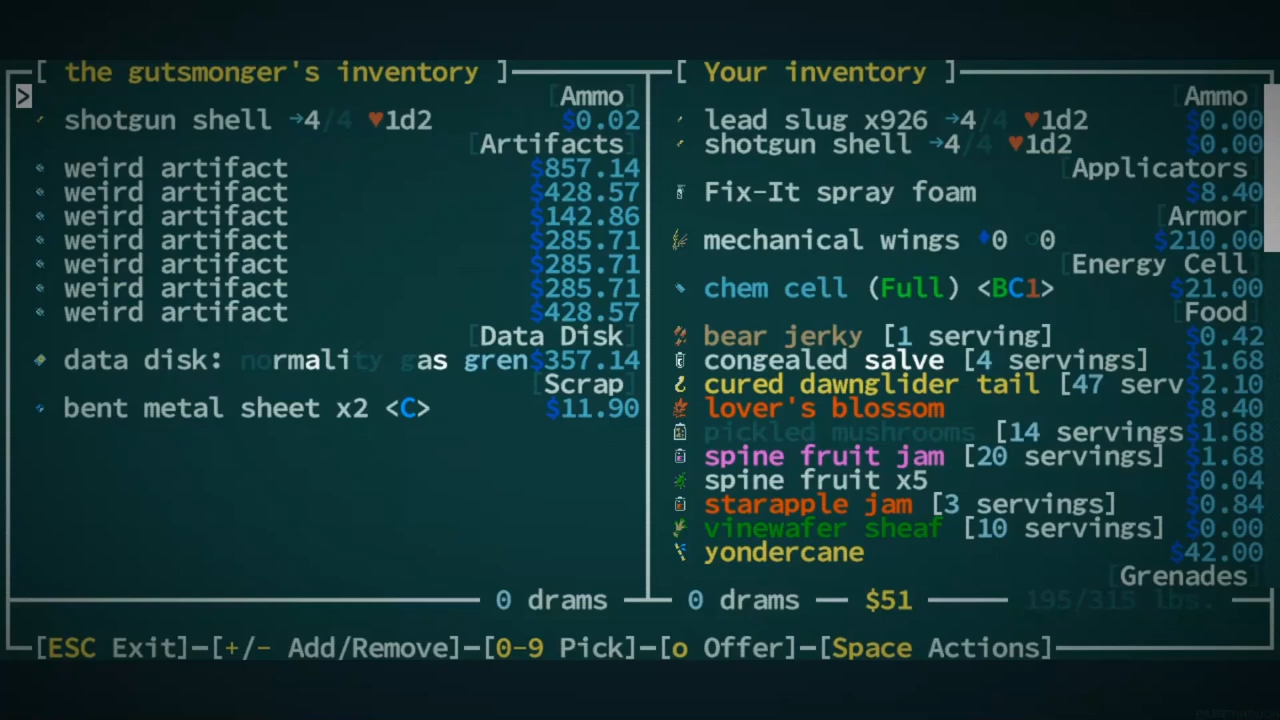 [ the gutsmonger's inventory ]
>
[Ammo]
shotgun shell →4/4 ♥1d2 $0.02
[Artifacts]
weird artifact $857.14
weird artifact $428.57
weird artifact $142.86
weird artifact $285.71
weird artifact $285.71
weird artifact $285.71
weird artifact $428.57
[Data Disk]
data disk: normality gas gren$357.14
[Scrap]
bent metal sheet x2 <C> $11.90
0 drams
[ Your inventory ]
[Ammo]
lead slug x926 →4/4 ♥1d2 $0.00
shotgun shell →4/4 ♥1d2 $0.00
[Applicators]
Fix-It spray foam $8.40
[Armor]
mechanical wings ♦0 ○0 $210.00
[Energy Cell]
chem cell (Full) <BC1> $21.00
[Food]
bear jerky [1 serving] $0.42
congealed salve [4 servings] $1.68
cured dawnglider tail [47 serv$2.10
lover's blossom $8.40
pickled mushrooms [14 servings$1.68
spine fruit jam [20 servings] $1.68
spine fruit x5 $0.04
starapple jam [3 servings] $0.84
vinewafer sheaf [10 servings] $0.00
yondercane $42.00
[Grenades]
0 drams — $51 195/315 lbs.
[ESC Exit]-[+/- Add/Remove]-[0-9 Pick]-[o Offer]-[Space Actions]